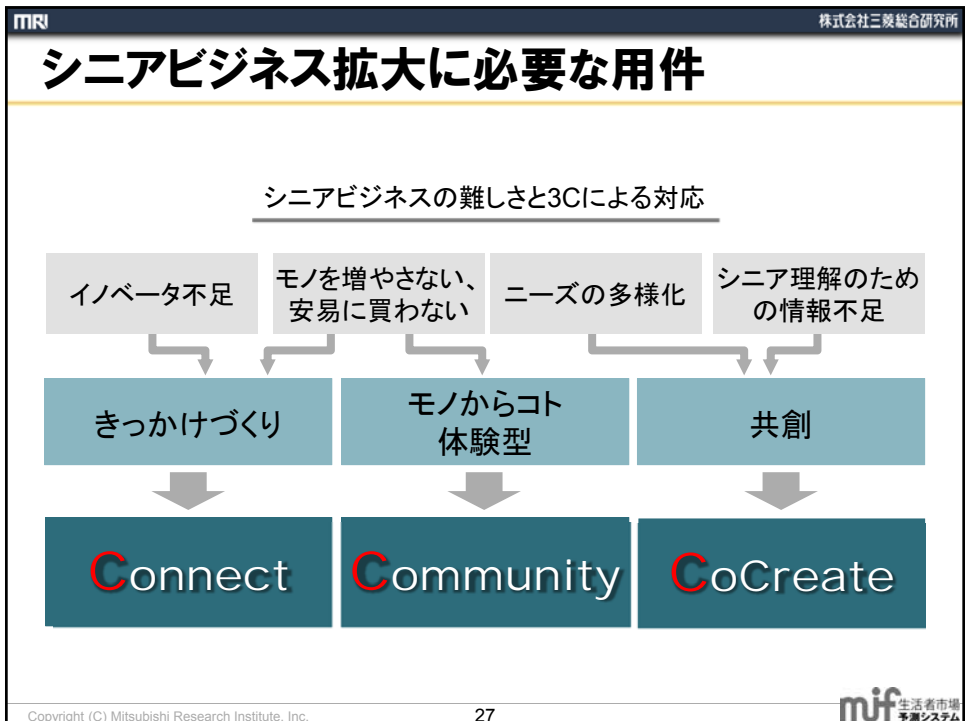 MRI
株式会社三菱総合研究所
シニアビジネス拡大に必要な用件
シニアビジネスの難しさと3Cによる対応
イノベータ不足
モノを増やさない、
安易に買わない
ニーズの多様化
シニア理解のため
の情報不足
きっかけづくり
モノからコト
体験型
共創
Connect
Community
CoCreate
Copyright (C) Mitsubishi Research Institute, Inc.
27
mif
生活者市場
予測システム